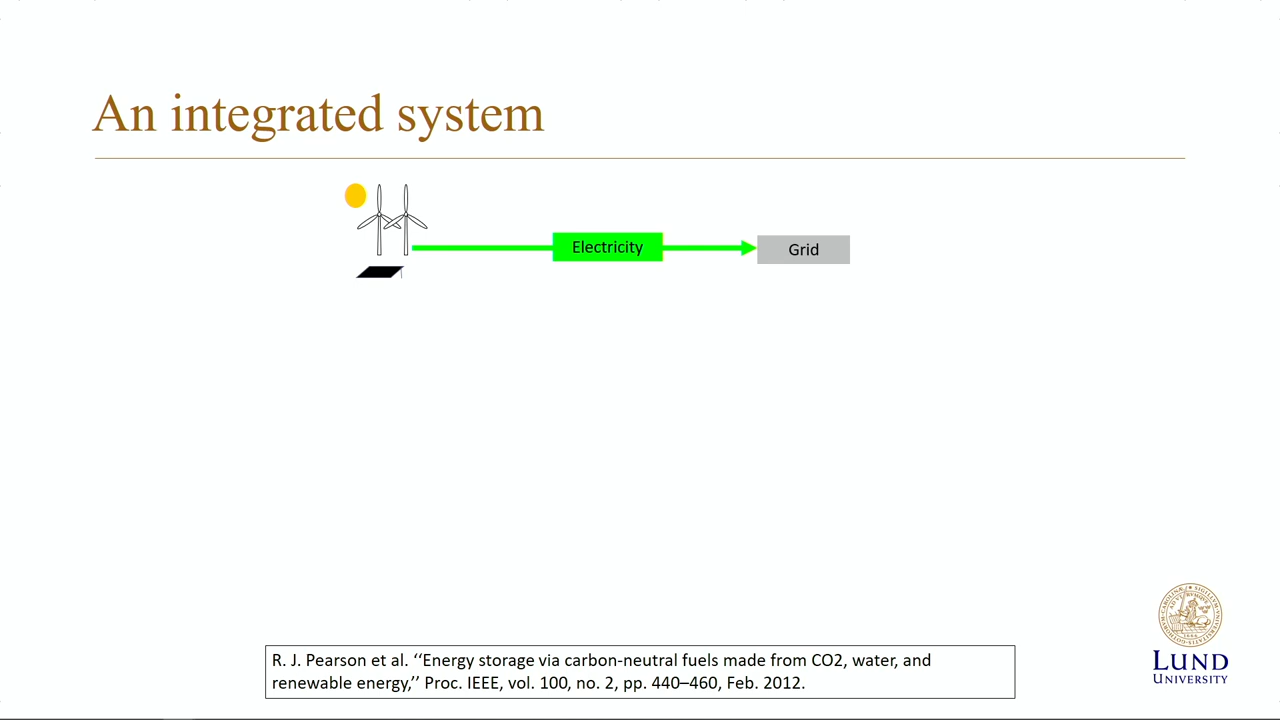 An integrated system
Electricity
Grid
R. J. Pearson et al. ‘‘Energy storage via carbon-neutral fuels made from CO2, water, and
renewable energy,’’ Proc. IEEE, vol. 100, no. 2, pp. 440–460, Feb. 2012.
LUND
UNIVERSITY